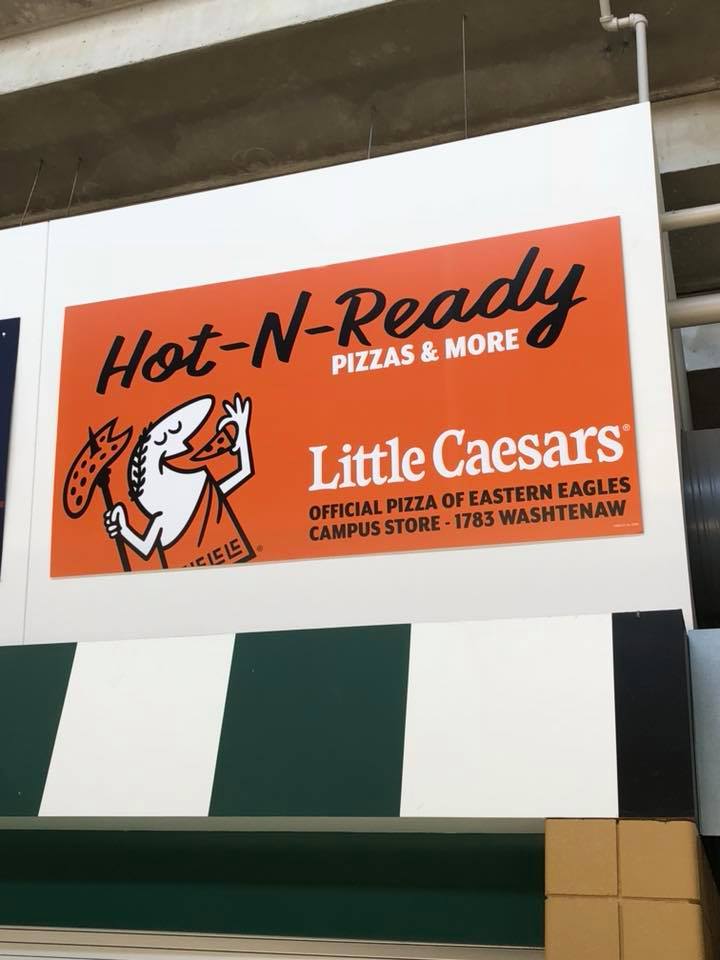 Hot-N-Ready
PIZZAS & MORE
Little Caesars®
OFFICIAL PIZZA OF EASTERN EAGLES
CAMPUS STORE - 1783 WASHTENAW